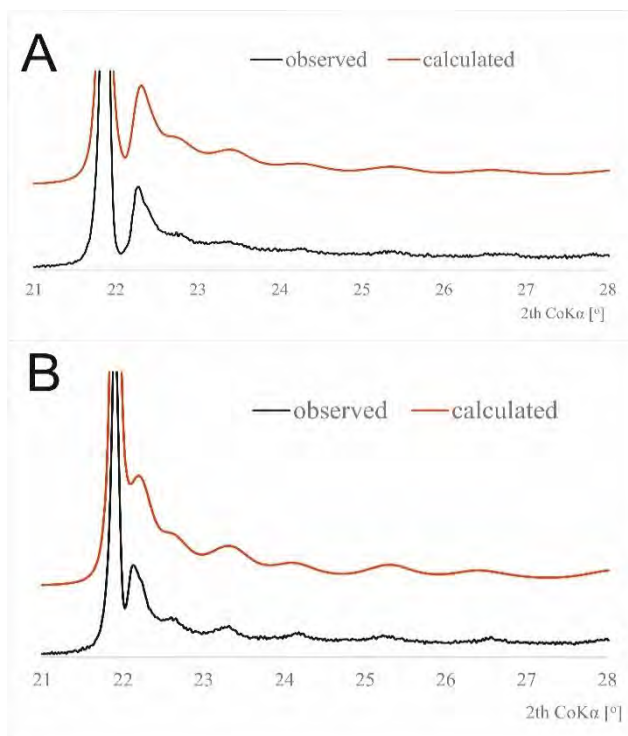 A
observed calculated
21 22 23 24 25 26 27 28
2th CoKα [º]
B
observed calculated
21 22 23 24 25 26 27 28
2th CoKα [º]